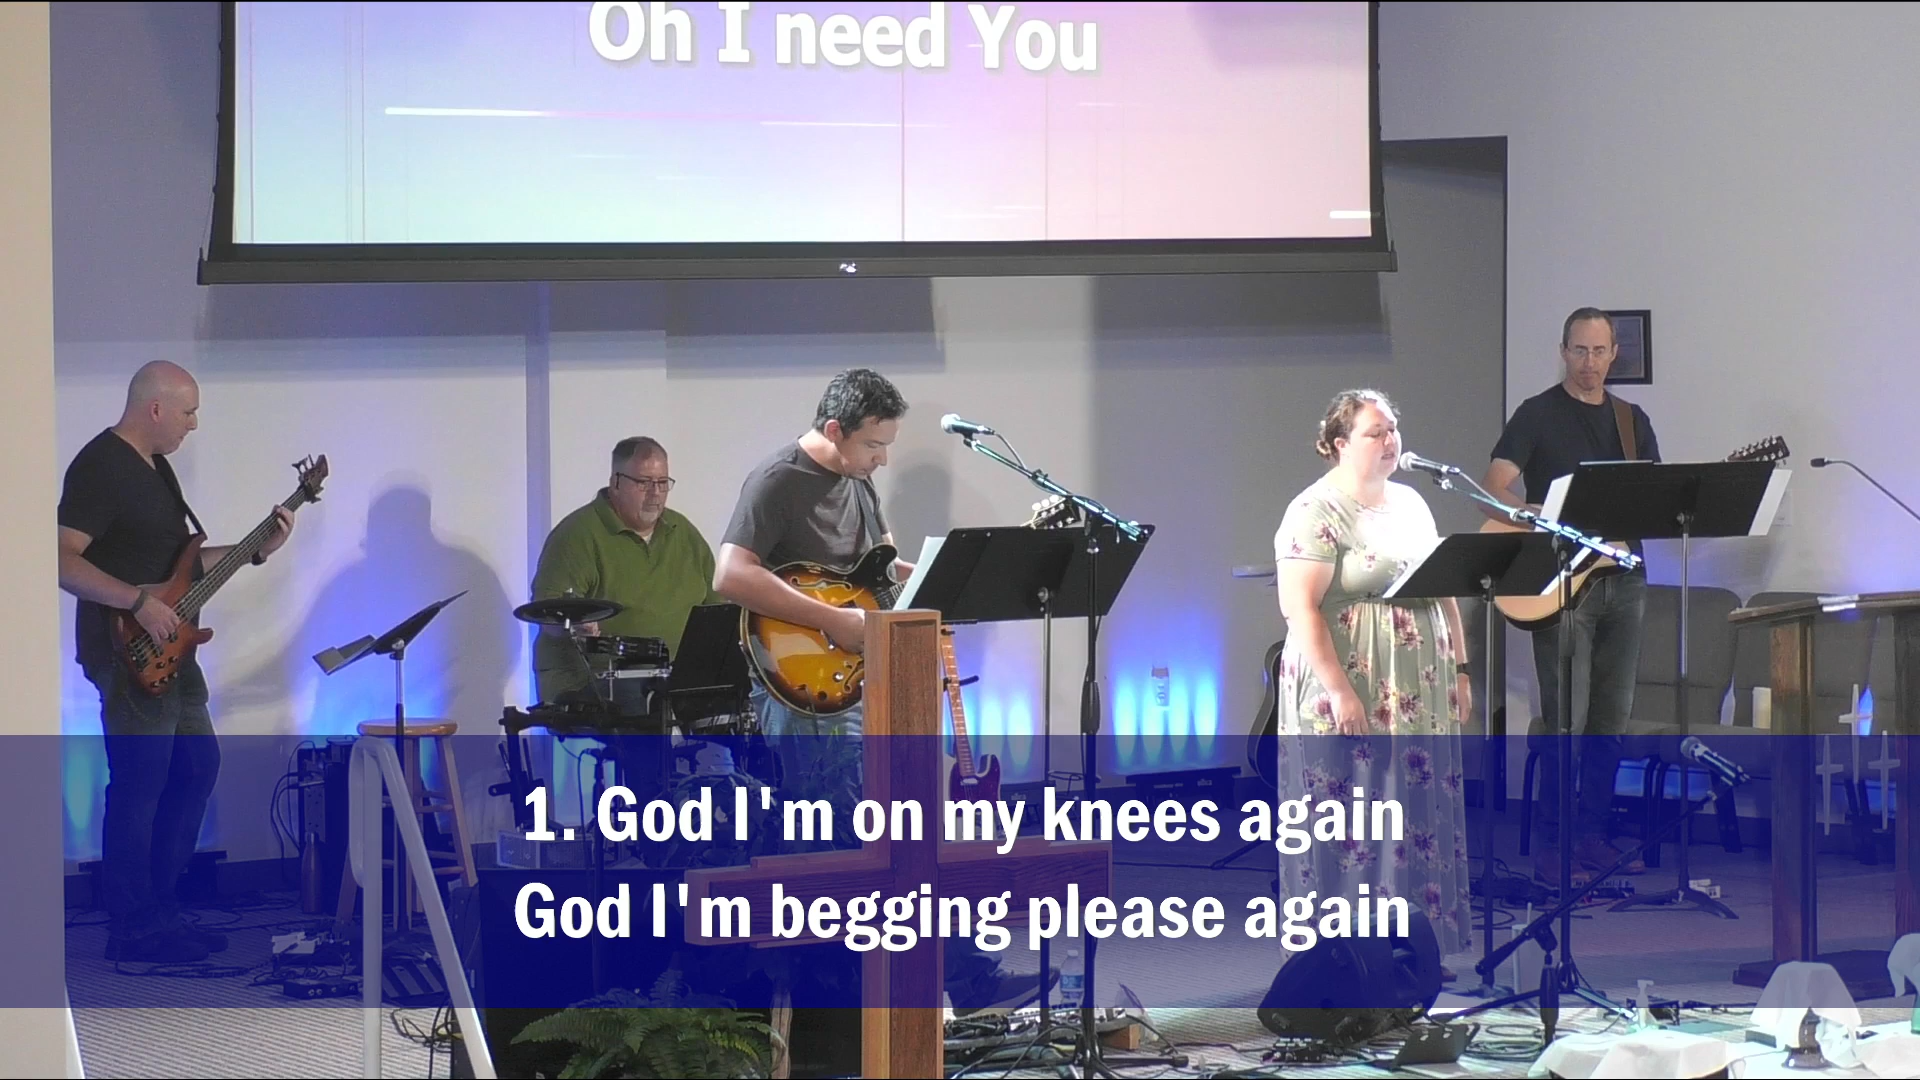 Oh I need You
1. God I'm on my knees again
God I'm begging please again